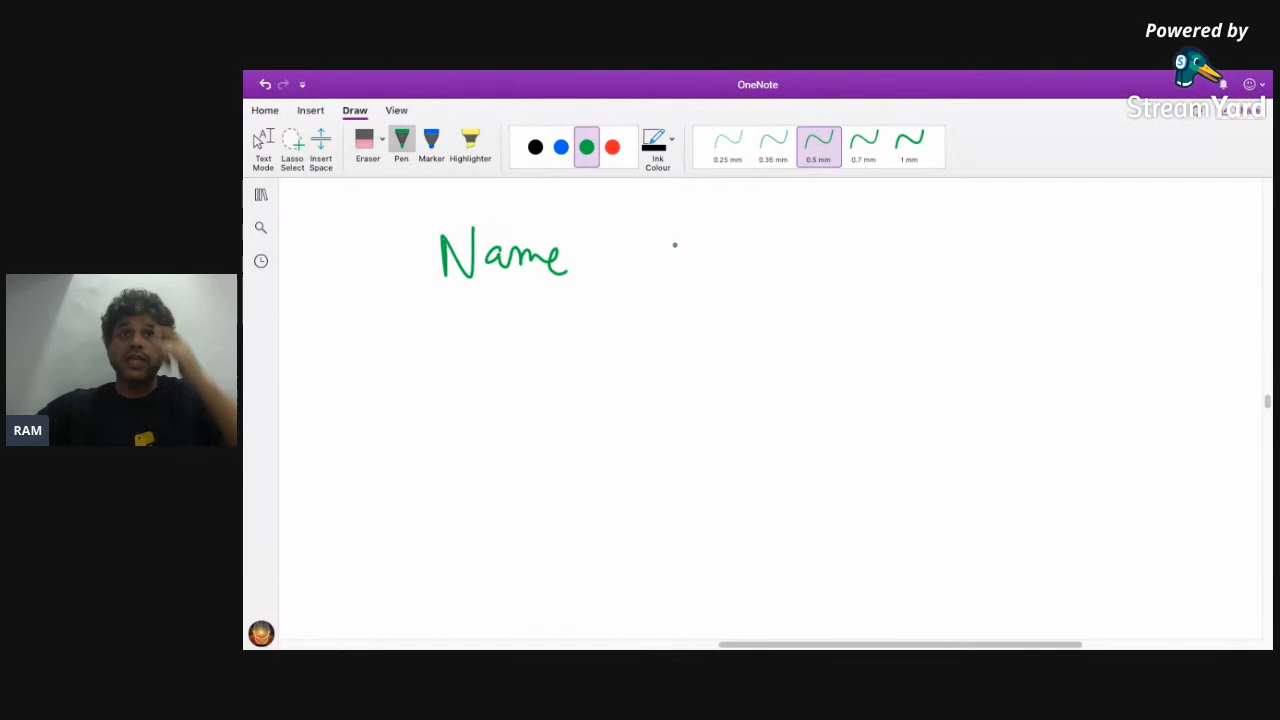 Powered by
StreamYard
OneNote
Home Insert Draw View
Text Mode
Lasso Select
Insert Space
Eraser
Pen
Marker
Highlighter
Ink Colour
0.25 mm
0.35 mm
0.5 mm
0.7 mm
1 mm
Name
RAM